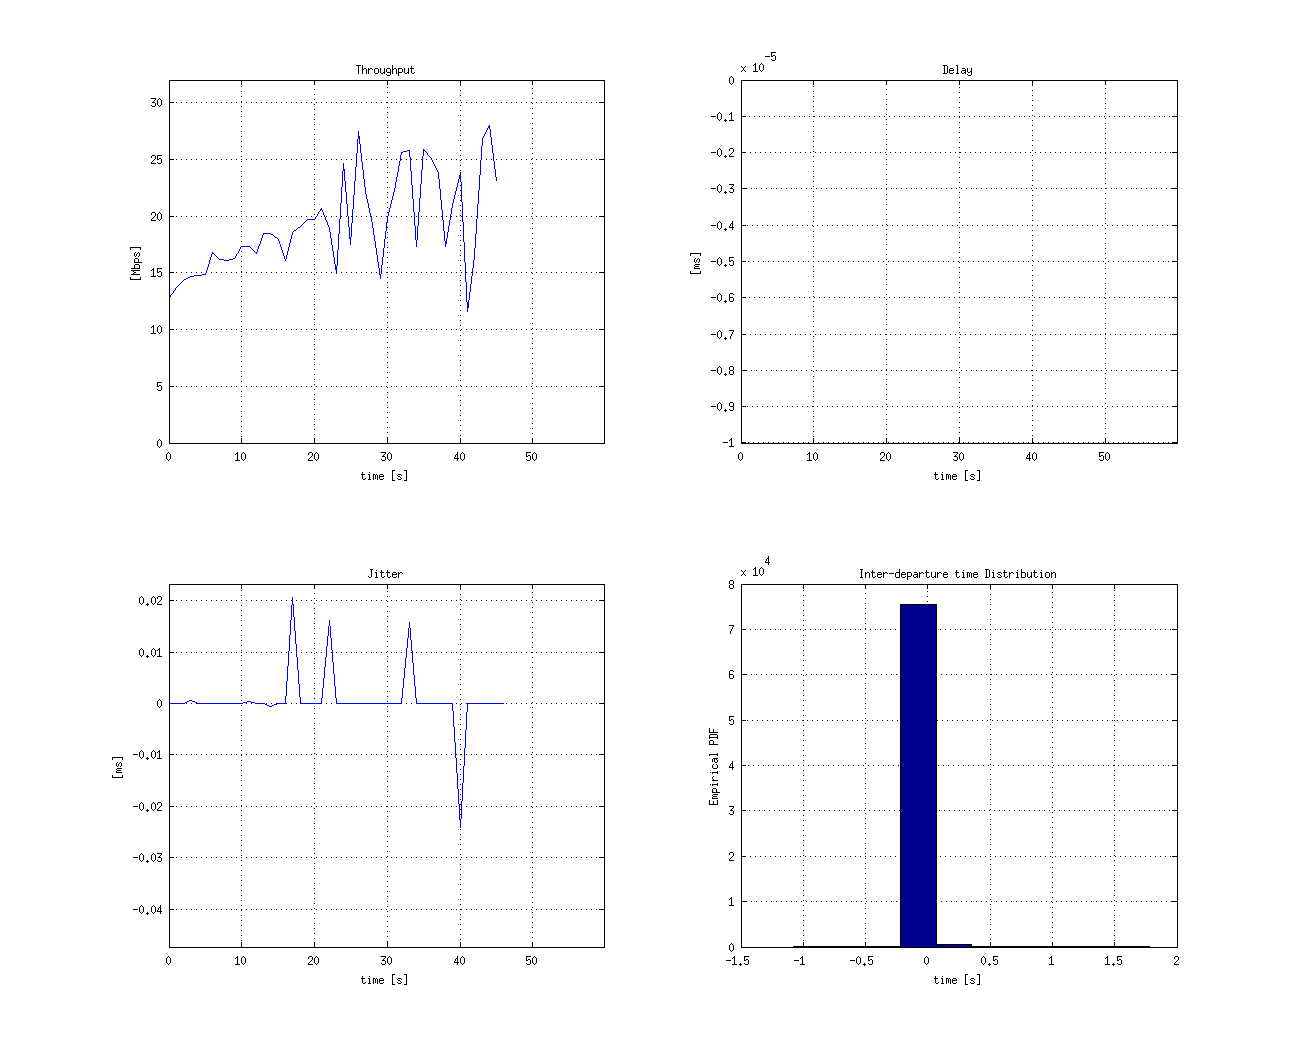 Throughput
30
25
20
15
10
5
0
[Mbps]
0 10 20 30 40 50
time [s]
x 10-5
Delay
0
-0.1
-0.2
-0.3
-0.4
-0.5
-0.6
-0.7
-0.8
-0.9
-1
[ms]
0 10 20 30 40 50
time [s]
Jitter
0.02
0.01
0
-0.01
-0.02
-0.03
-0.04
[ms]
0 10 20 30 40 50
time [s]
x 10 4
Inter-departure time Distribution
8
7
6
5
4
3
2
1
0
Empirical PDF
-1.5 -1 -0.5 0 0.5 1 1.5 2
time [s]